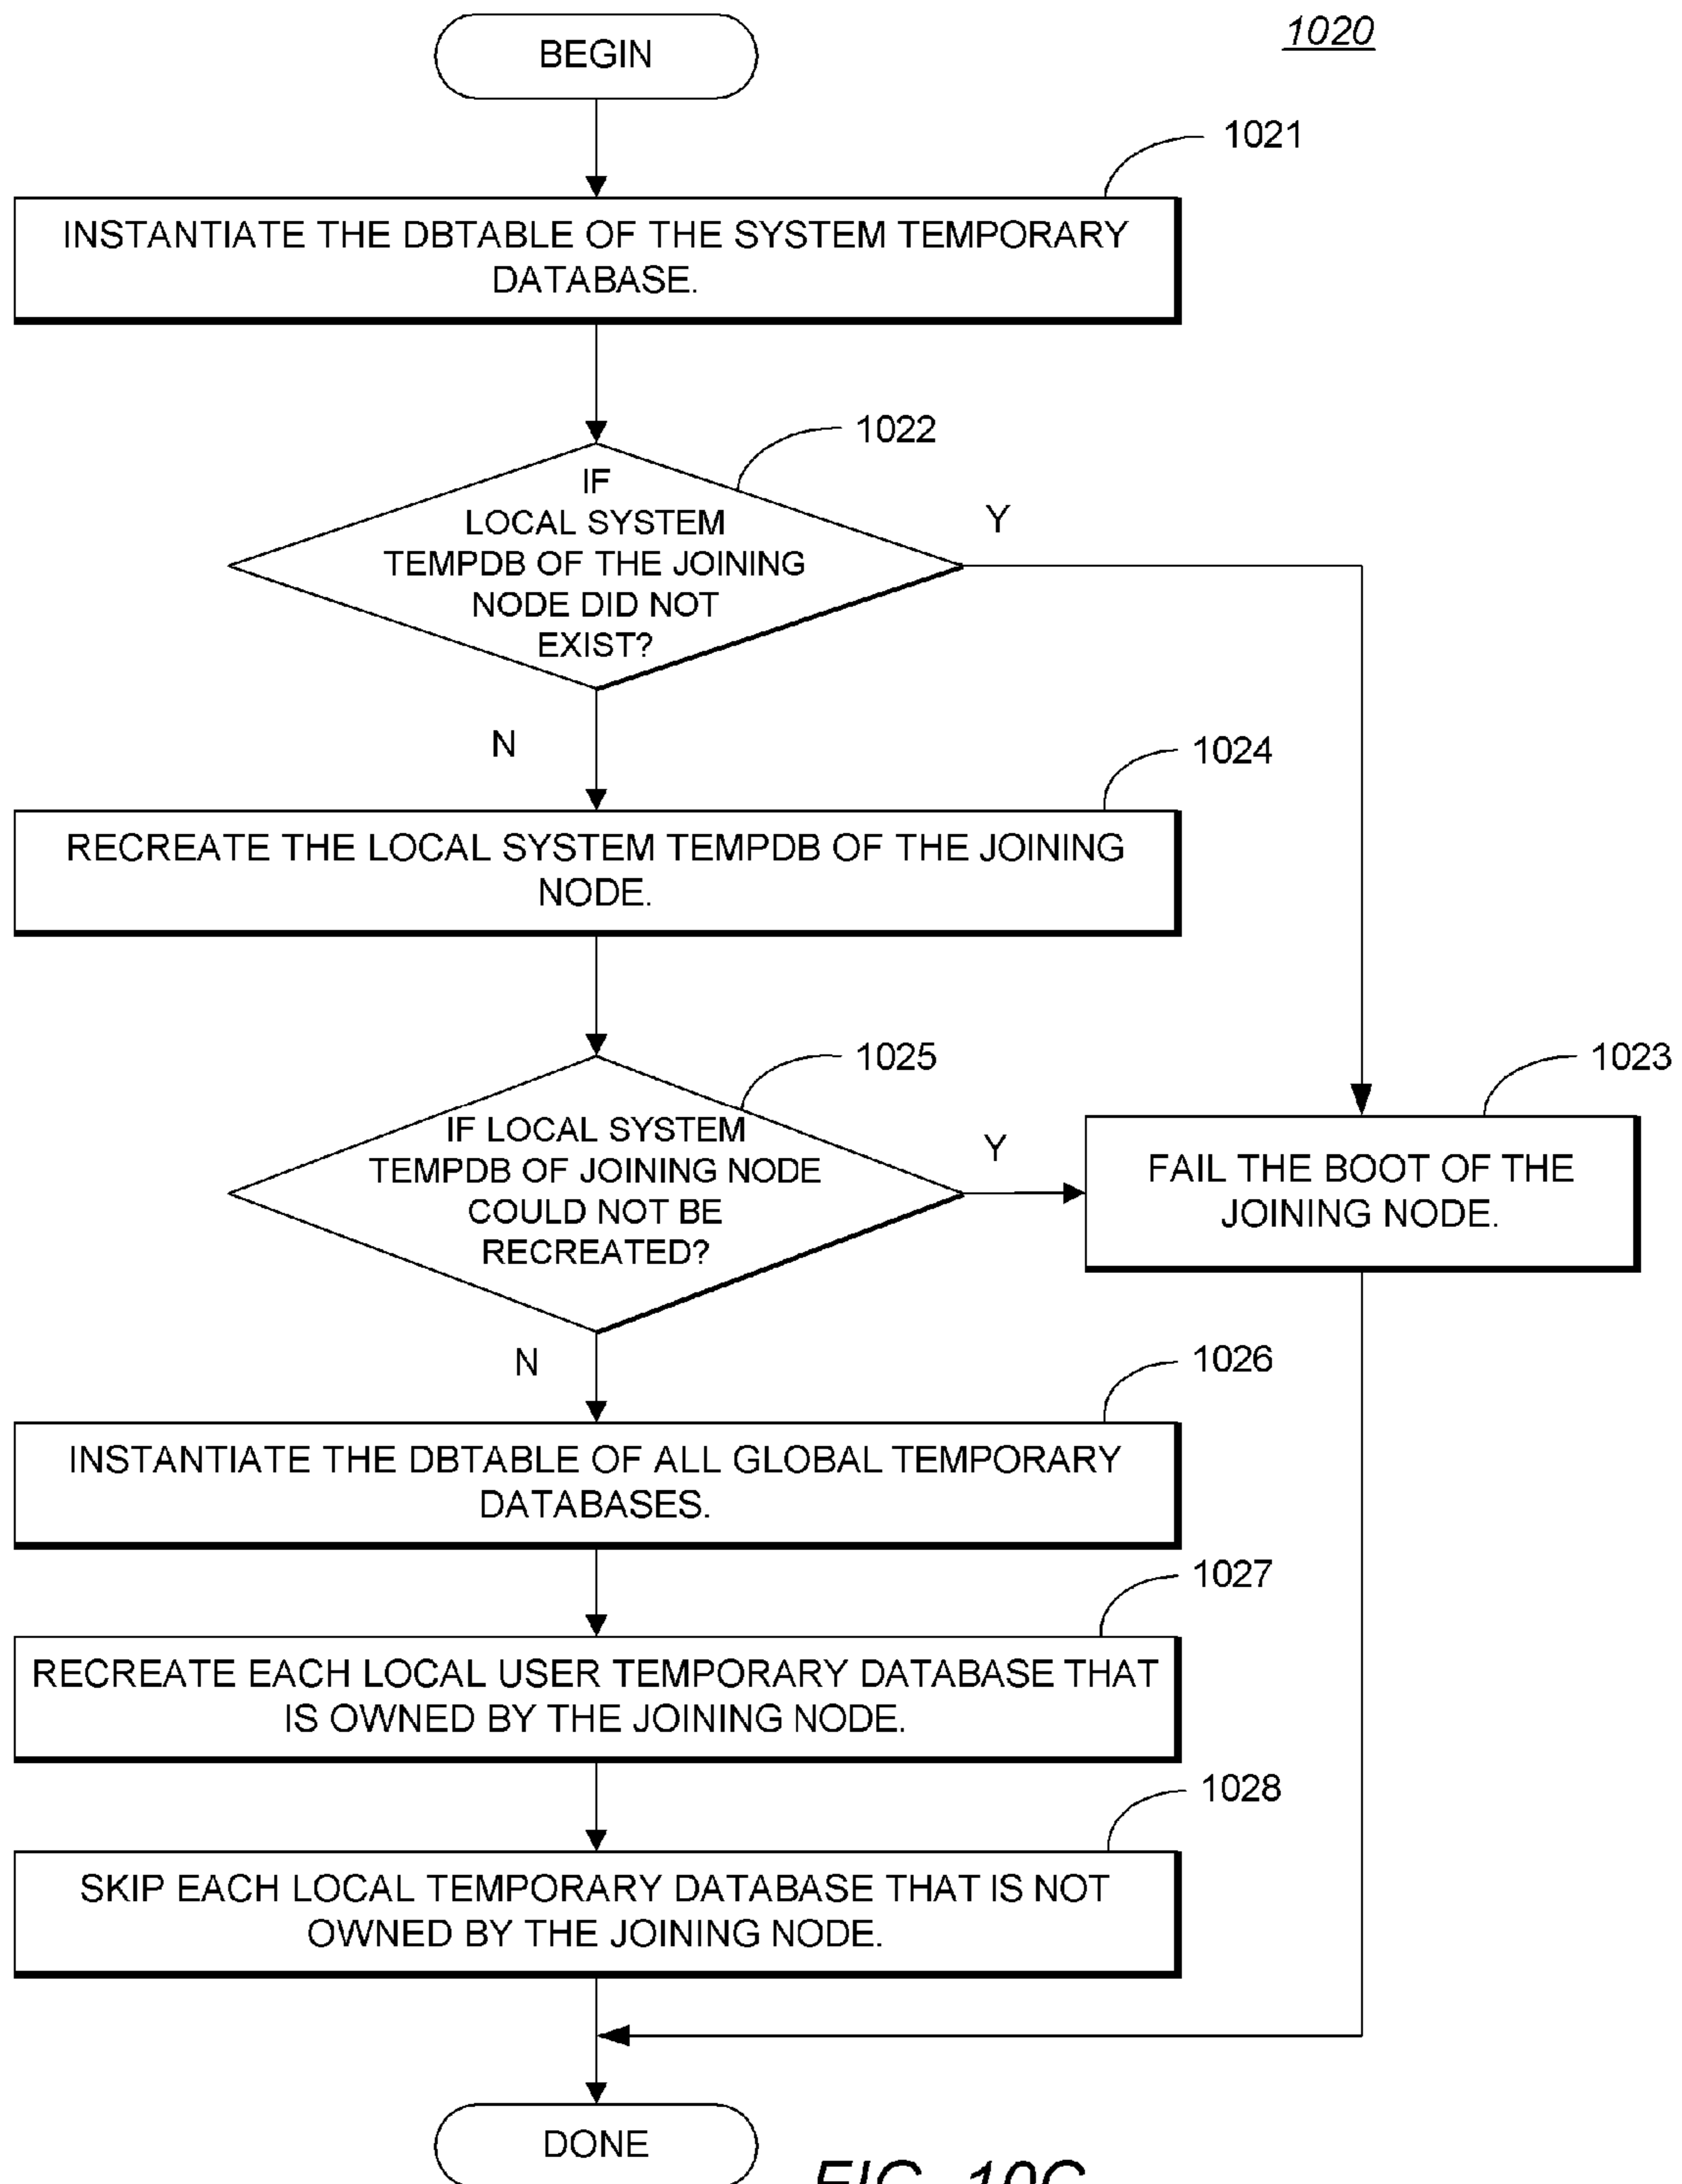 1020
BEGIN
1021
INSTANTIATE THE DBTABLE OF THE SYSTEM TEMPORARY
DATABASE.
1022
IF
LOCAL SYSTEM
TEMPDB OF THE JOINING
NODE DID NOT
EXIST?
Y
N
1024
RECREATE THE LOCAL SYSTEM TEMPDB OF THE JOINING
NODE.
1025
IF LOCAL SYSTEM
TEMPDB OF JOINING NODE
COULD NOT BE
RECREATED?
Y
1023
FAIL THE BOOT OF THE
JOINING NODE.
N
1026
INSTANTIATE THE DBTABLE OF ALL GLOBAL TEMPORARY
DATABASES.
1027
RECREATE EACH LOCAL USER TEMPORARY DATABASE THAT
IS OWNED BY THE JOINING NODE.
1028
SKIP EACH LOCAL TEMPORARY DATABASE THAT IS NOT
OWNED BY THE JOINING NODE.
DONE
FIG. 10C